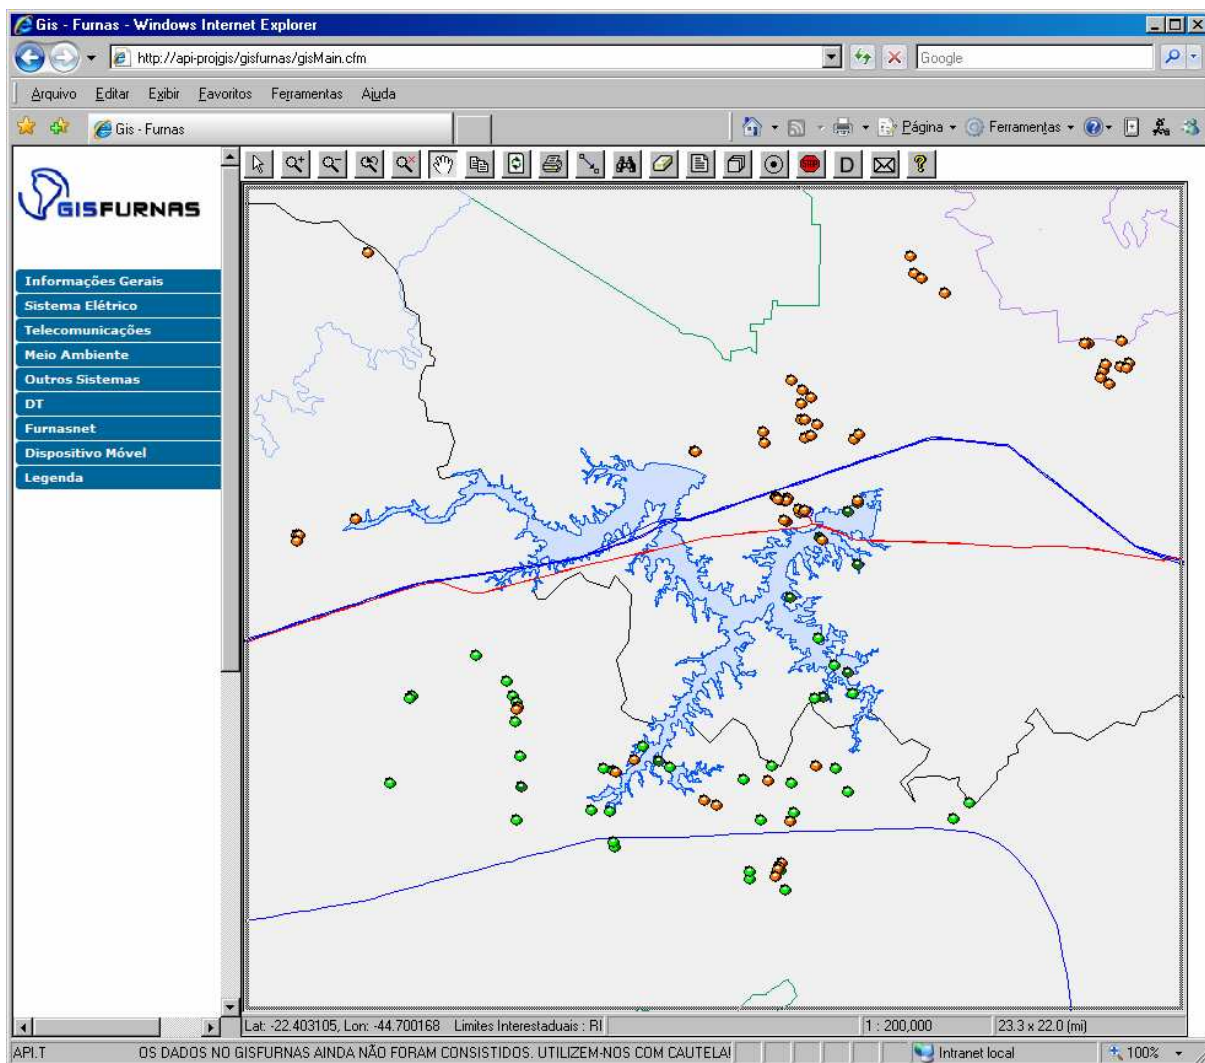 Gis - Furnas - Windows Internet Explorer
http://api-projgis/gisfurnas/gisMain.cfm
Google
Arquivo Editar Exibir Favoritos Ferramentas Ajuda
Gis - Furnas
Página
Ferramentas
GISFURNAS
STOP
D
?
Informações Gerais
Sistema Elétrico
Telecomunicações
Meio Ambiente
Outros Sistemas
DT
Furnasnet
Dispositivo Móvel
Legenda
Lat: -22.403105, Lon: -44.700168 Limites Interestaduais : RI
1 : 200,000
23.3 x 22.0 (mi)
API.T
OS DADOS NO GISFURNAS AINDA NÃO FORAM CONSISTIDOS. UTILIZEM-NOS COM CAUTELA!
Intranet local
100%